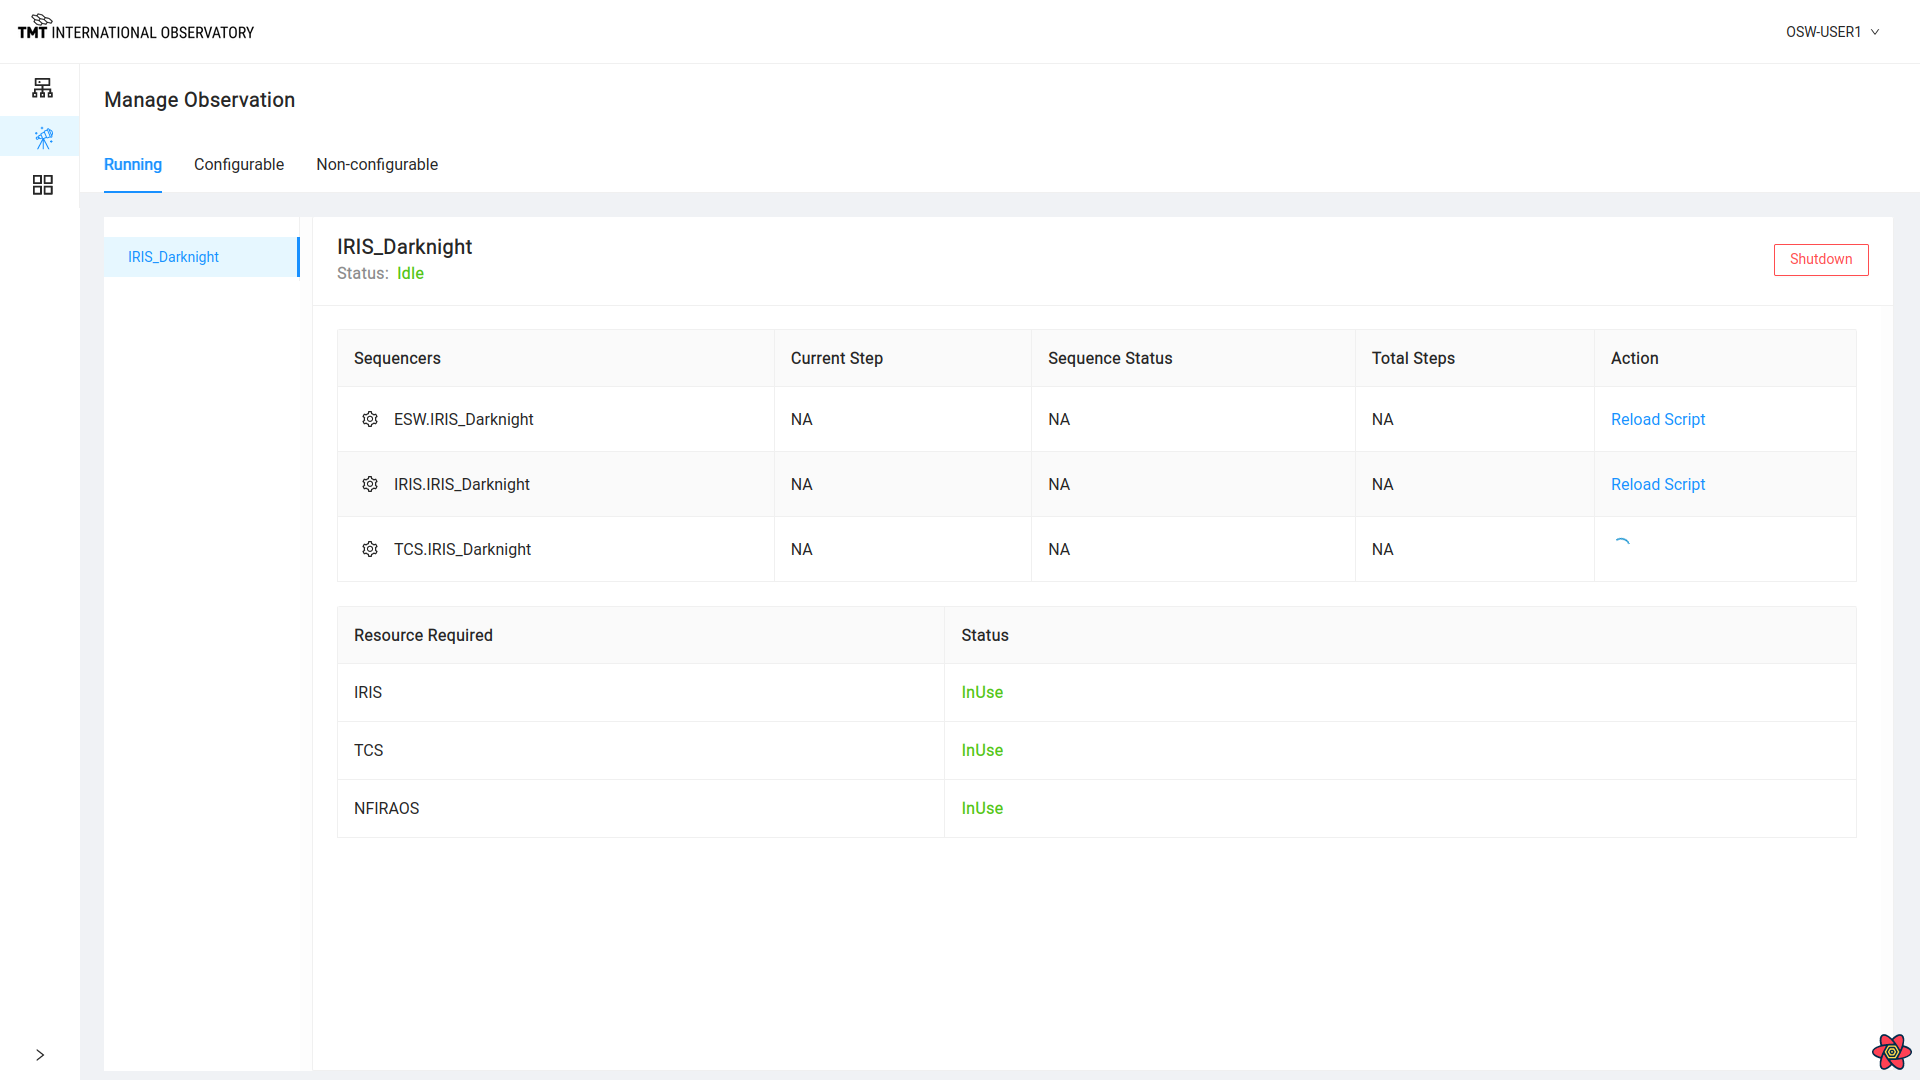 TMT INTERNATIONAL OBSERVATORY
OSW-USER1
Manage Observation
Running Configurable Non-configurable
IRIS_Darknight
IRIS_Darknight
Status: Idle
Shutdown
Sequencers Current Step Sequence Status Total Steps Action
ESW.IRIS_Darknight NA NA NA Reload Script
IRIS.IRIS_Darknight NA NA NA Reload Script
TCS.IRIS_Darknight NA NA NA
Resource Required Status
IRIS InUse
TCS InUse
NFIRAOS InUse